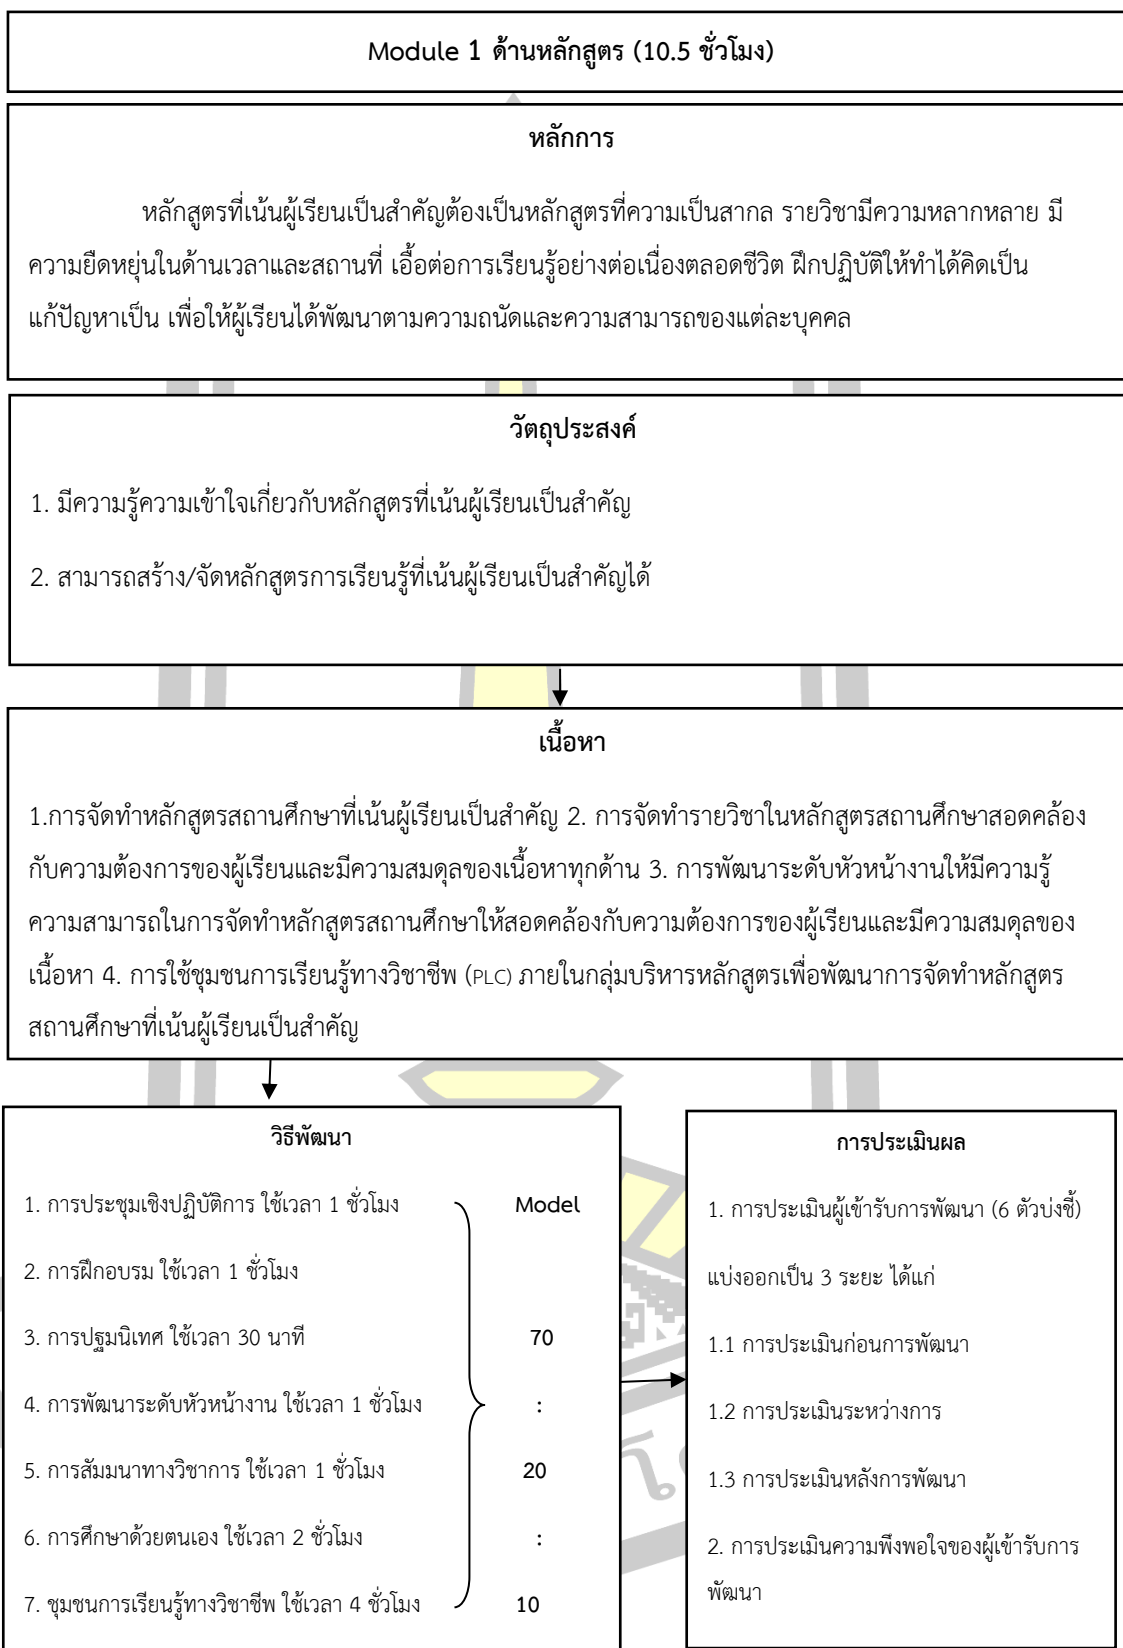 Module 1 ด้านหลักสูตร (10.5 ชั่วโมง)
หลักการ
หลักสูตรที่เน้นผู้เรียนเป็นสำคัญต้องเป็นหลักสูตรที่ความเป็นสากล รายวิชามีความหลากหลาย มี
ความยืดหยุ่นในด้านเวลาและสถานที่ เอื้อต่อการเรียนรู้อย่างต่อเนื่องตลอดชีวิต ฝึกปฏิบัติให้ทำได้คิดเป็น
แก้ปัญหาเป็น เพื่อให้ผู้เรียนได้พัฒนาตามความถนัดและความสามารถของแต่ละบุคคล
วัตถุประสงค์
1. มีความรู้ความเข้าใจเกี่ยวกับหลักสูตรที่เน้นผู้เรียนเป็นสำคัญ
2. สามารถสร้าง/จัดหลักสูตรการเรียนรู้ที่เน้นผู้เรียนเป็นสำคัญได้
เนื้อหา
1.การจัดทำหลักสูตรสถานศึกษาที่เน้นผู้เรียนเป็นสำคัญ 2. การจัดทำรายวิชาในหลักสูตรสถานศึกษาสอดคล้อง
กับความต้องการของผู้เรียนและมีความสมดุลของเนื้อหาทุกด้าน 3. การพัฒนาระดับหัวหน้างานให้มีความรู้
ความสามารถในการจัดทำหลักสูตรสถานศึกษาให้สอดคล้องกับความต้องการของผู้เรียนและมีความสมดุลของ
เนื้อหา 4. การใช้ชุมชนการเรียนรู้ทางวิชาชีพ (PLC) ภายในกลุ่มบริหารหลักสูตรเพื่อพัฒนาการจัดทำหลักสูตร
สถานศึกษาที่เน้นผู้เรียนเป็นสำคัญ
วิธีพัฒนา
1. การประชุมเชิงปฏิบัติการ ใช้เวลา 1 ชั่วโมง
2. การฝึกอบรม ใช้เวลา 1 ชั่วโมง
3. การปฐมนิเทศ ใช้เวลา 30 นาที
4. การพัฒนาระดับหัวหน้างาน ใช้เวลา 1 ชั่วโมง
5. การสัมมนาทางวิชาการ ใช้เวลา 1 ชั่วโมง
6. การศึกษาด้วยตนเอง ใช้เวลา 2 ชั่วโมง
7. ชุมชนการเรียนรู้ทางวิชาชีพ ใช้เวลา 4 ชั่วโมง
Model
70
:
20
:
10
การประเมินผล
1. การประเมินผู้เข้ารับการพัฒนา (6 ตัวบ่งชี้)
แบ่งออกเป็น 3 ระยะ ได้แก่
1.1 การประเมินก่อนการพัฒนา
1.2 การประเมินระหว่างการ
1.3 การประเมินหลังการพัฒนา
2. การประเมินความพึงพอใจของผู้เข้ารับการ
พัฒนา